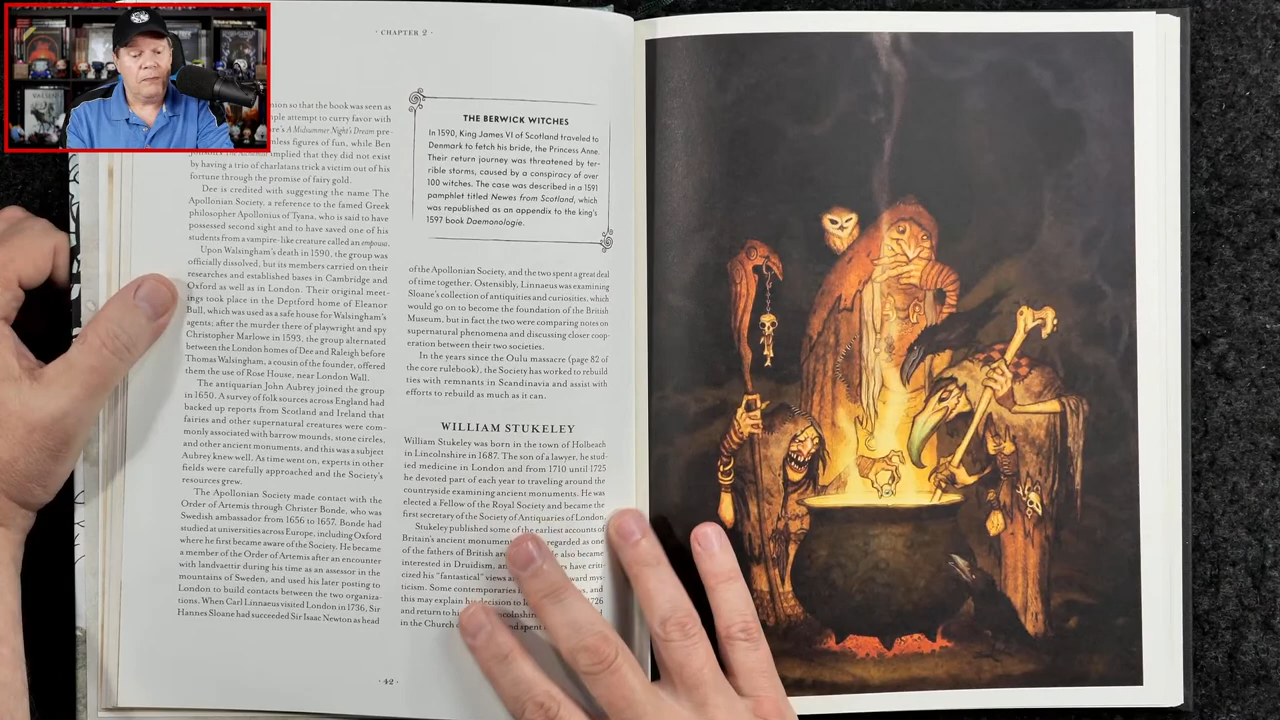 · CHAPTER 2 ·
ion so that the book was seen as
ple attempt to curry favor with
re's A Midsummer Night's Dream pre-
nless figures of fun, while Ben
implied that they did not exist
by having a trio of charlatans trick a victim out of his
fortune through the promise of fairy gold.
Dee is credited with suggesting the name The
Apollonian Society, a reference to the famed Greek
philosopher Apollonius of Tyana, who is said to have
possessed second sight and to have saved one of his
students from a vampire-like creature called an empousa.
Upon Walsingham's death in 1590, the group was
officially dissolved, but its members carried on their
researches and established bases in Cambridge and
Oxford as well as in London. Their original meet-
ings took place in the Deptford home of Eleanor
Bull, which was used as a safe house for Walsingham's
agents; after the murder there of playwright and spy
Christopher Marlowe in 1593, the group alternated
between the London homes of Dee and Raleigh before
Thomas Walsingham, a cousin of the founder, offered
them the use of Rose House, near London Wall.
The antiquarian John Aubrey joined the group
in 1650. A survey of folk sources across England had
backed up reports from Scotland and Ireland that
fairies and other supernatural creatures were com-
monly associated with barrow mounds, stone circles,
and other ancient monuments, and this was a subject
Aubrey knew well. As time went on, experts in other
fields were carefully approached and the Society's
resources grew.
The Apollonian Society made contact with the
Order of Artemis through Christer Bonde, who was
Swedish ambassador from 1656 to 1657. Bonde had
studied at universities across Europe, including Oxford
where he first became aware of the Society. He became
a member of the Order of Artemis after an encounter
with landvaettir during his time as an assessor in the
mountains of Sweden, and used his later posting to
London to build contacts between the two organiza-
tions. When Carl Linnaeus visited London in 1736, Sir
Hannes Sloane had succeeded Sir Isaac Newton as head
THE BERWICK WITCHES
In 1590, King James VI of Scotland traveled to
Denmark to fetch his bride, the Princess Anne.
Their return journey was threatened by ter-
rible storms, caused by a conspiracy of over
100 witches. The case was described in a 1591
pamphlet titled Newes from Scotland, which
was republished as an appendix to the king's
1597 book Daemonologie.
of the Apollonian Society, and the two spent a great deal
of time together. Ostensibly, Linnaeus was examining
Sloane's collection of antiquities and curiosities, which
would go on to become the foundation of the British
Museum, but in fact the two were comparing notes on
supernatural phenomena and discussing closer coop-
eration between their two societies.
In the years since the Oulu massacre (page 82 of
the core rulebook), the Society has worked to rebuild
ties with remnants in Scandinavia and assist with
efforts to rebuild as much as it can.
WILLIAM STUKELEY
William Stukeley was born in the town of Holbeach
in Lincolnshire in 1687. The son of a lawyer, he stud-
ied medicine in London and from 1710 until 1725
he devoted part of each year to traveling around the
countryside examining ancient monuments. He was
elected a Fellow of the Royal Society and became the
first secretary of the Society of Antiquaries of London.
Stukeley published some of the earliest accounts of
Britain's ancient monuments regarded as one
of the fathers of British He also became
interested in Druidism, and have criti-
cized his "fantastical" views mys-
ticism. Some contemporaries and
this may explain his decision to 1726
and return to his Lincolnshire
in the Church and spent
· 42 ·